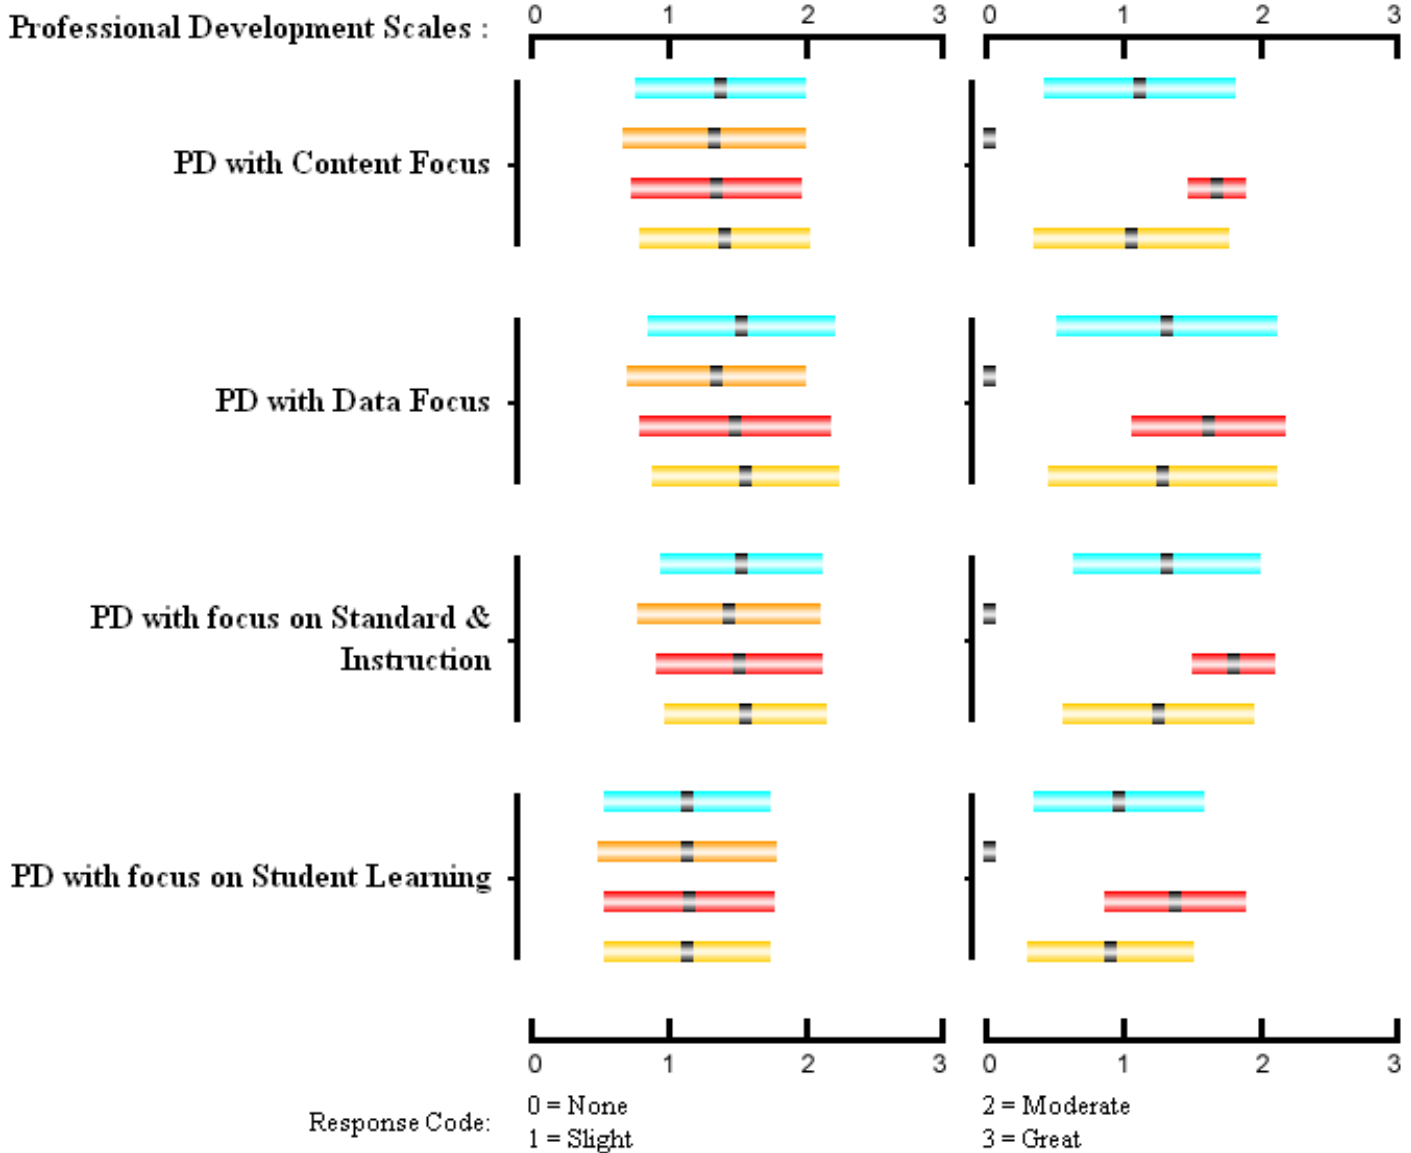 0 1 2 3 0 1 2 3
Professional Development Scales :
PD with Content Focus
PD with Data Focus
PD with focus on Standard &
Instruction
PD with focus on Student Learning
0 1 2 3 0 1 2 3
Response Code:
0 = None
1 = Slight
2 = Moderate
3 = Great